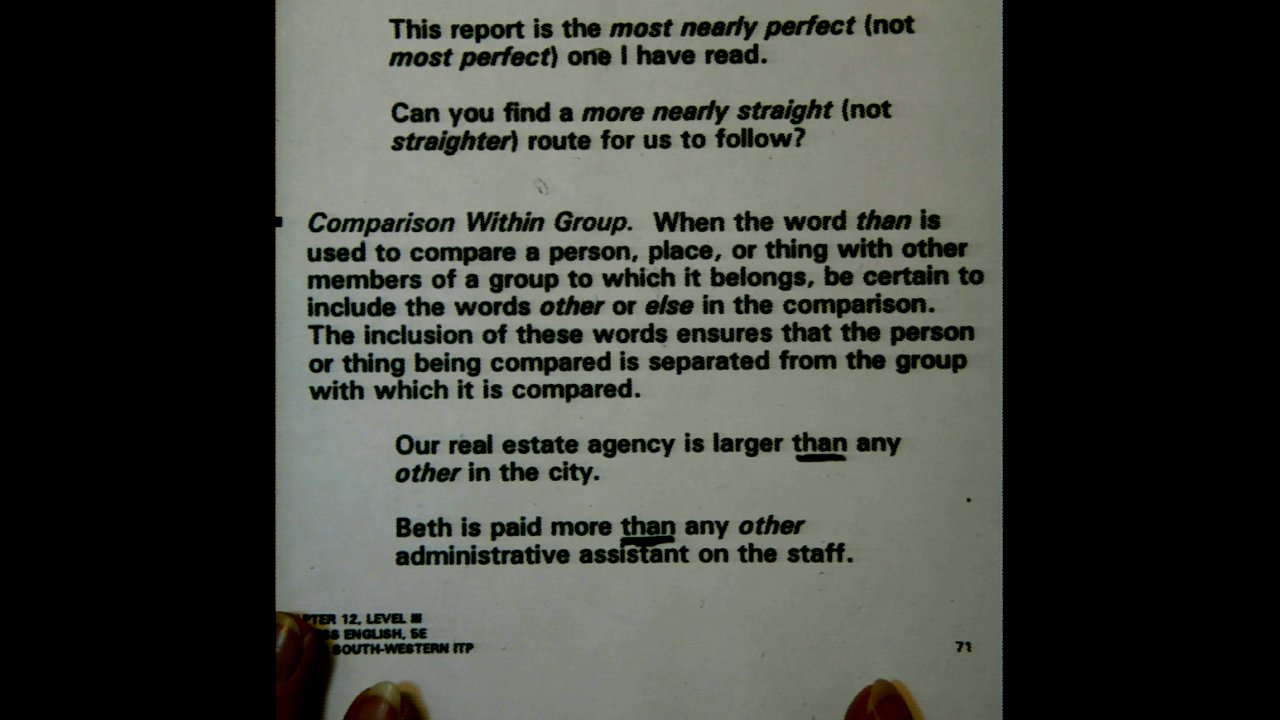 This report is the most nearly perfect (not
most perfect) one I have read.
Can you find a more nearly straight (not
straighter) route for us to follow?
Comparison Within Group. When the word than is
used to compare a person, place, or thing with other
members of a group to which it belongs, be certain to
include the words other or else in the comparison.
The inclusion of these words ensures that the person
or thing being compared is separated from the group
with which it is compared.
Our real estate agency is larger than any
other in the city.
Beth is paid more than any other
administrative assistant on the staff.
12, LEVEL III
ENGLISH, 5E
SOUTH-WESTERN ITP
71